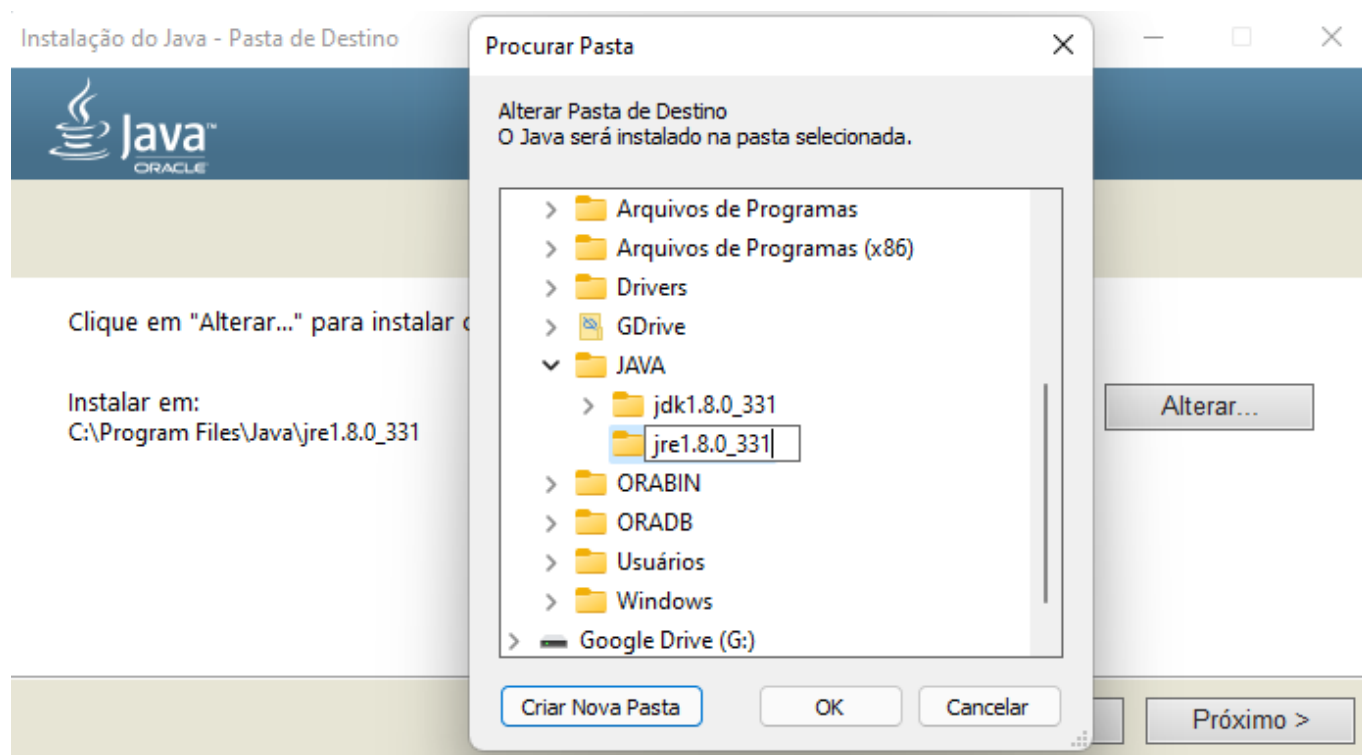 Instalação do Java - Pasta de Destino
Java™
ORACLE
Clique em "Alterar..." para instalar
Instalar em:
C:\Program Files\Java\jre1.8.0_331
Alterar...
Próximo >
Procurar Pasta
Alterar Pasta de Destino
O Java será instalado na pasta selecionada.
Arquivos de Programas
Arquivos de Programas (x86)
Drivers
GDrive
JAVA
jdk1.8.0_331
jre1.8.0_331
ORABIN
ORADB
Usuários
Windows
Google Drive (G:)
Criar Nova Pasta
OK
Cancelar